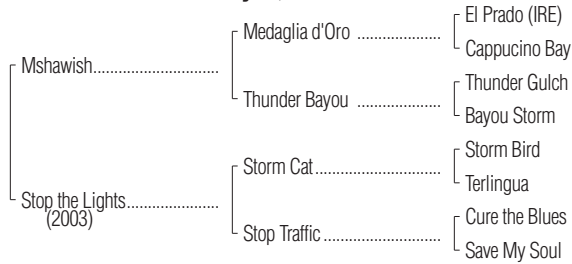 El Prado (IRE)
Medaglia d'Oro ..................
Cappucino Bay
Mshawish...........................
Thunder Gulch
Thunder Bayou ..................
Bayou Storm
Storm Bird
Storm Cat...........................
Terlingua
Stop the Lights....................
(2003)
Cure the Blues
Stop Traffic.........................
Save My Soul